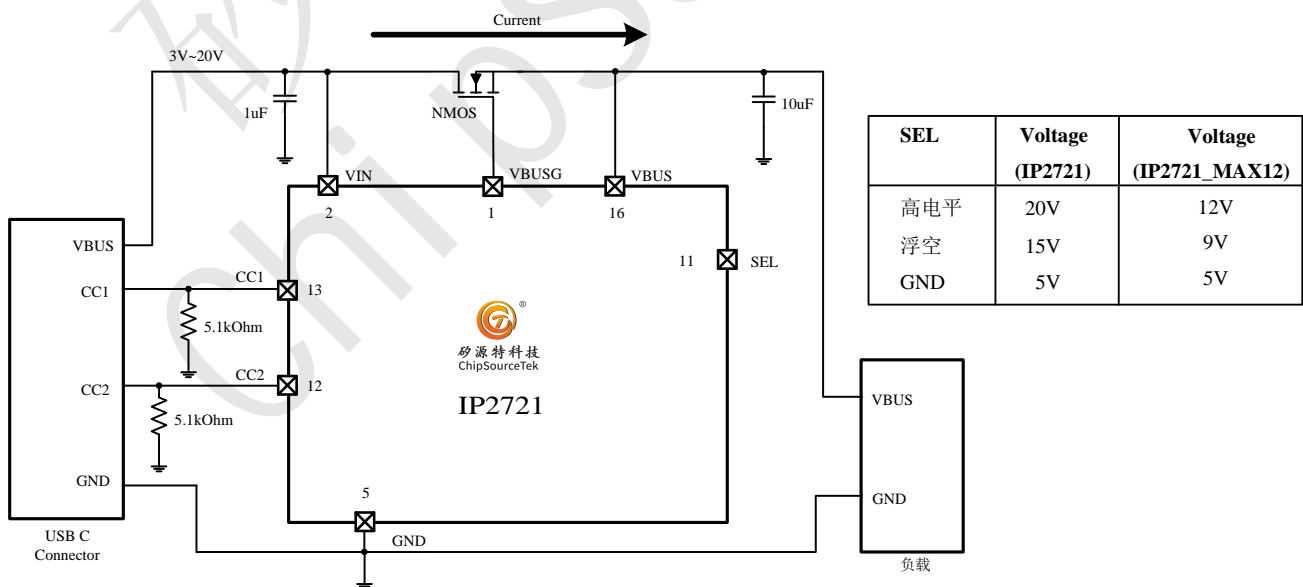 Current
3V~20V
1uF
NMOS
10uF
VIN
VBUSG
VBUS
2
1
16
11
SEL
VBUS
CC1
CC1
13
5.1kOhm
CC2
CC2
12
5.1kOhm
GND
USB C
Connector
®
矽源特科技
ChipSourceTek
IP2721
5
GND
SEL Voltage Voltage
(IP2721) (IP2721_MAX12)
高电平 20V 12V
浮空 15V 9V
GND 5V 5V
VBUS
GND
负载